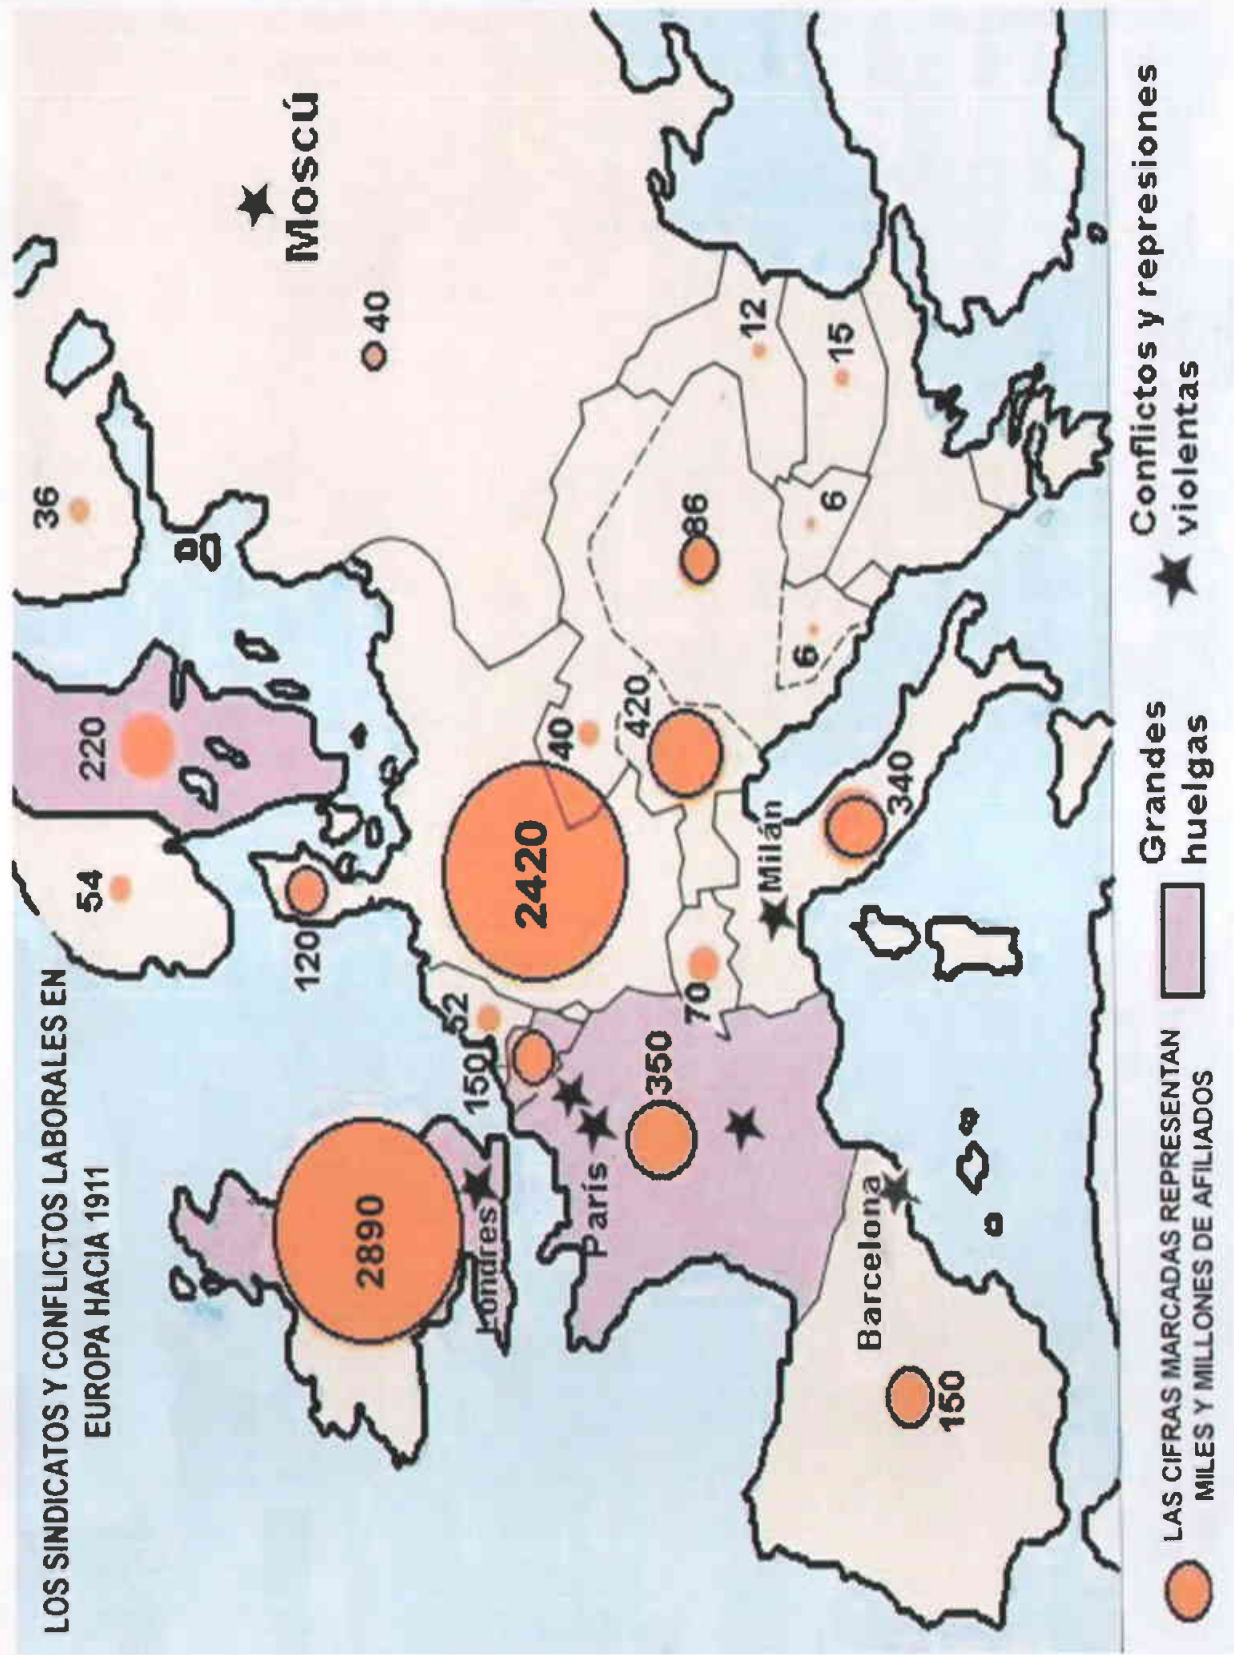 LOS SINDICATOS Y CONFLICTOS LABORALES EN
EUROPA HACIA 1911
54
220
36
Moscú
120
40
2890
Londres
150
52
2420
40
420
86
12
15
6
6
París
350
70
Milán
340
Barcelona
150
LAS CIFRAS MARCADAS REPRESENTAN
MILES Y MILLONES DE AFILIADOS
Grandes
huelgas
Conflictos y represiones
violentas